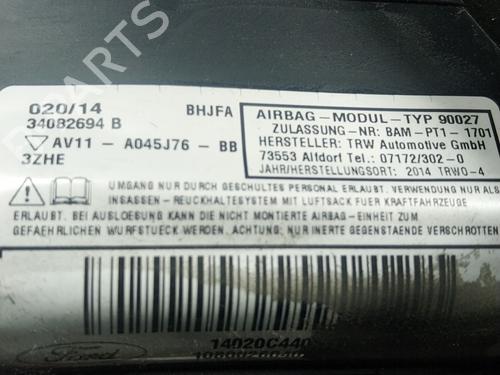 PARTS
020/14
BHJFA
34082694 B
AV11 - A045J76 - BB
3ZHE
AIRBAG-MODUL-TYP 90027
ZULASSUNG-NR: BAM-PT1-1701
HERSTELLER: TRW Automotive GmbH
73553 Alfdorf Tel.: 07172/302-0
JAHR/HERSTELLUNGSORT: 2014 TRWO-4
UMGANG NUR DURCH GESCHULTES PERSONAL ERLAUBT. VERWENDUNG NUR ALS
INSASSEN - RUECKHALTESYSTEM MIT LUFTSACK FUER KRAFTFAHRZEUGE
ERLAUBT. BEI AUSLOESUNG KANN DIE NICHT MONTIERTE AIRBAG-EINHEIT ZUM
GEFAEHRLICHEN WURFSTUECK WERDEN. ACHTUNG: NUR INERTE GEGENSTAENDE VERSCHROTTEN
Ford
14020C440